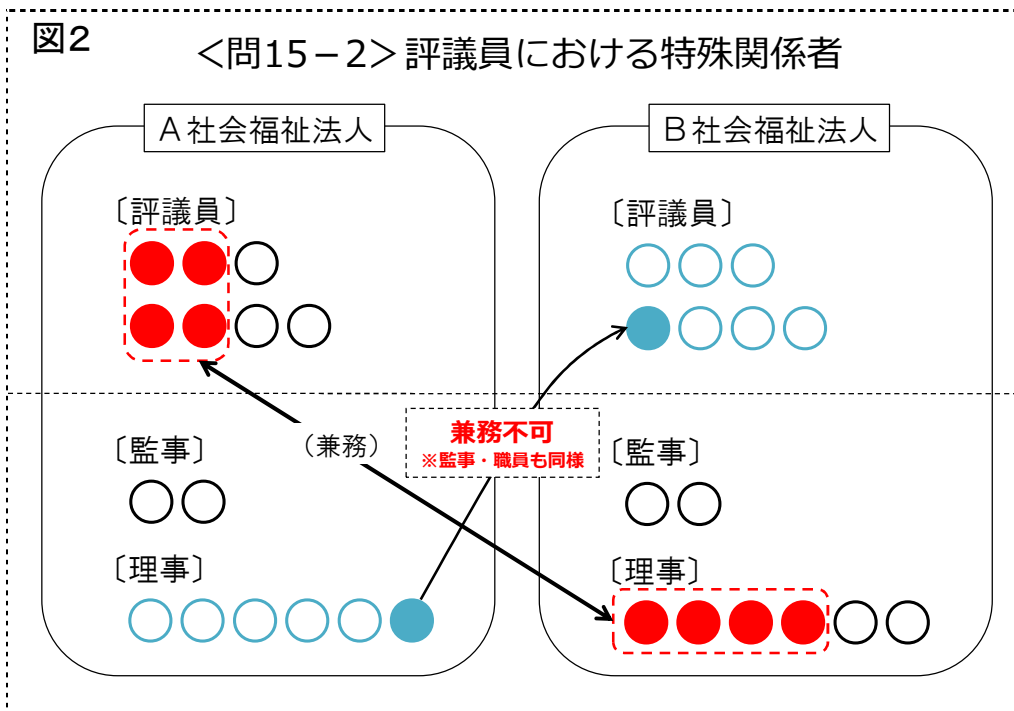 図2
<問15－2>評議員における特殊関係者
A社会福祉法人
B社会福祉法人
〔評議員〕
〔評議員〕
（兼務）
兼務不可
※監事・職員も同様
〔監事〕
〔監事〕
〔理事〕
〔理事〕